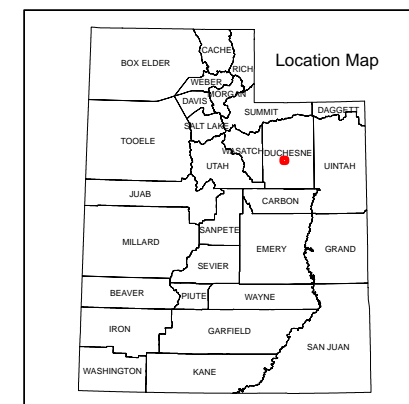 Location Map
BOX ELDER
CACHE
RICH
WEBER
MORGAN
DAVIS
SUMMIT
DAGGETT
SALT LAKE
TOOELE
WASATCH
DUCHESNE
UTAH
UINTAH
JUAB
CARBON
SANPETE
MILLARD
EMERY
GRAND
SEVIER
BEAVER
PIUTE
WAYNE
IRON
GARFIELD
SAN JUAN
WASHINGTON
KANE